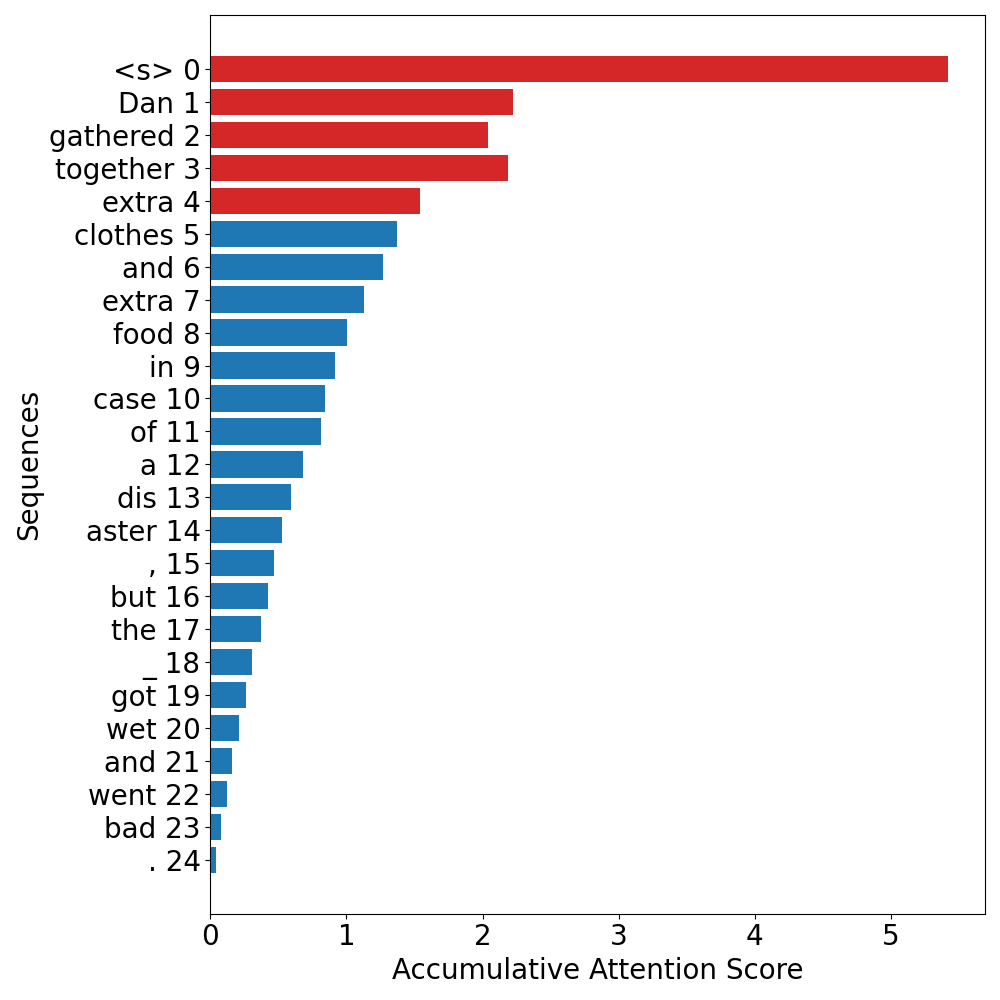 <s> 0
Dan 1
gathered 2
together 3
extra 4
clothes 5
and 6
extra 7
food 8
in 9
case 10
of 11
a 12
dis 13
aster 14
, 15
but 16
the 17
_ 18
got 19
wet 20
and 21
went 22
bad 23
. 24
Sequences
0 1 2 3 4 5
Accumulative Attention Score